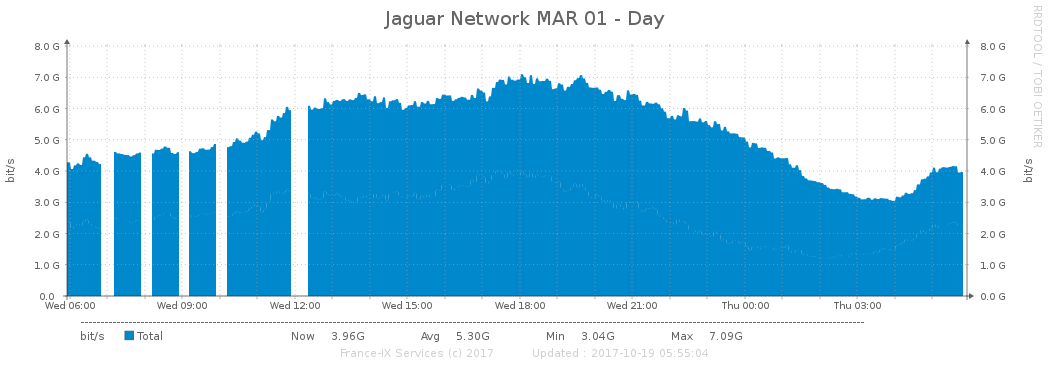 Jaguar Network MAR 01 - Day
RRDTOOL / TOBI OETIKER
bit/s
bit/s
8.0 G 8.0 G
7.0 G 7.0 G
6.0 G 6.0 G
5.0 G 5.0 G
4.0 G 4.0 G
3.0 G 3.0 G
2.0 G 2.0 G
1.0 G 1.0 G
0.0 0.0 G
Wed 06:00 Wed 09:00 Wed 12:00 Wed 15:00 Wed 18:00 Wed 21:00 Thu 00:00 Thu 03:00
bit/s Total Now 3.96G Avg 5.30G Min 3.04G Max 7.09G
France-IX Services (c) 2017 Updated : 2017-10-19 05:55:04